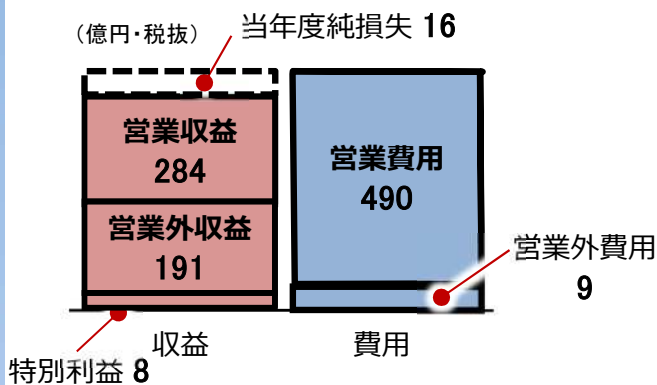 (億円・税抜)
当年度純損失 16
営業収益
284
営業外収益
191
営業費用
490
営業外費用
9
収益
費用
特別利益 8